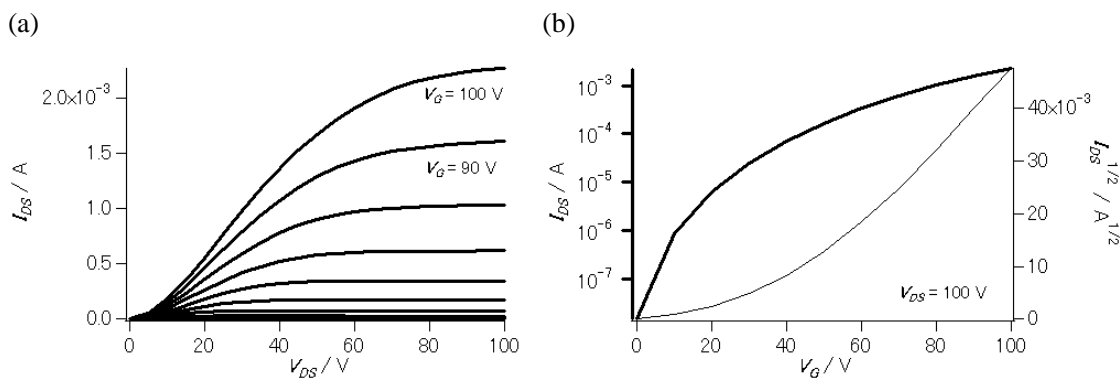 (a)
2.0×10⁻³
1.5
1.0
0.5
0.0
I_DS / A
V_G = 100 V
V_G = 90 V
0 20 40 60 80 100
V_DS / V
(b)
10⁻³
10⁻⁴
10⁻⁵
10⁻⁶
10⁻⁷
I_DS / A
V_DS = 100 V
40×10⁻³
30
20
10
0
I_DS^1/2 / A^1/2
0 20 40 60 80 100
V_G / V